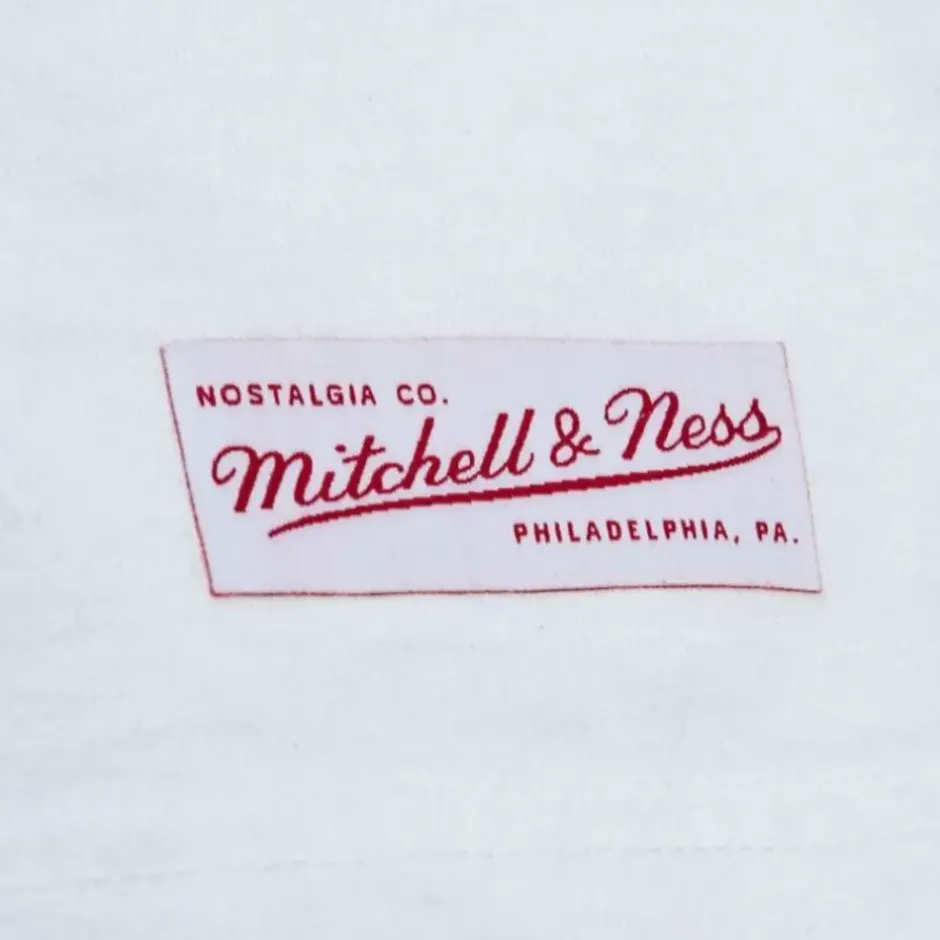 NOSTALGIA CO.
Mitchell & Ness
PHILADELPHIA, PA.